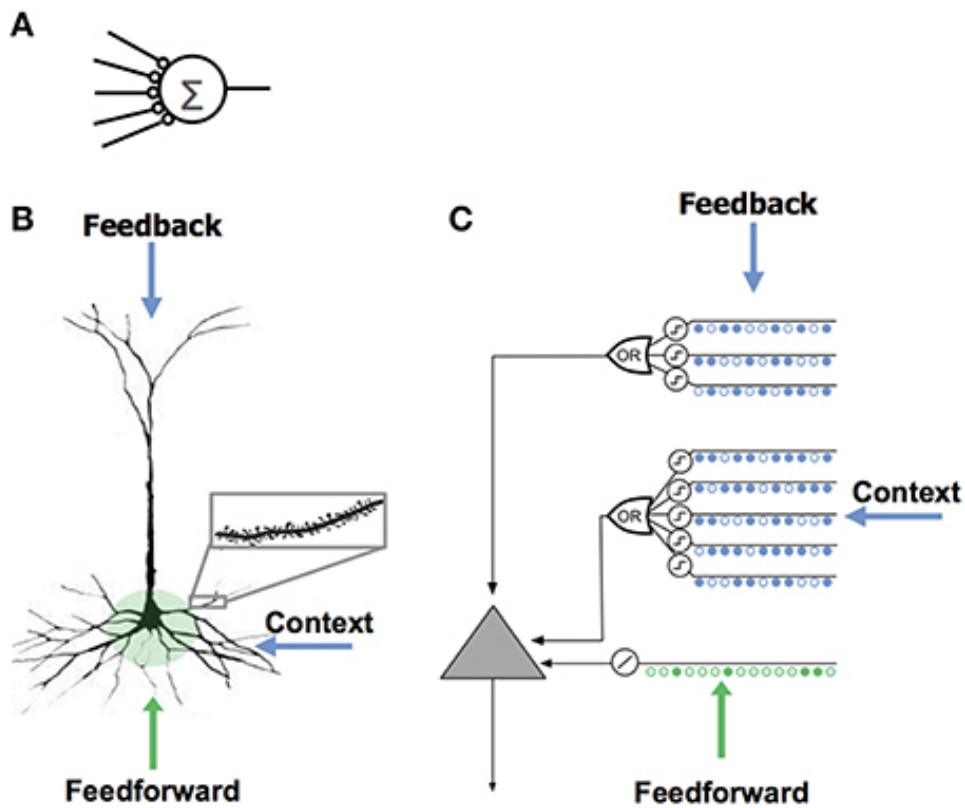 A
Σ
B
Feedback
Context
Feedforward
C
Feedback
OR
OR
Context
Feedforward